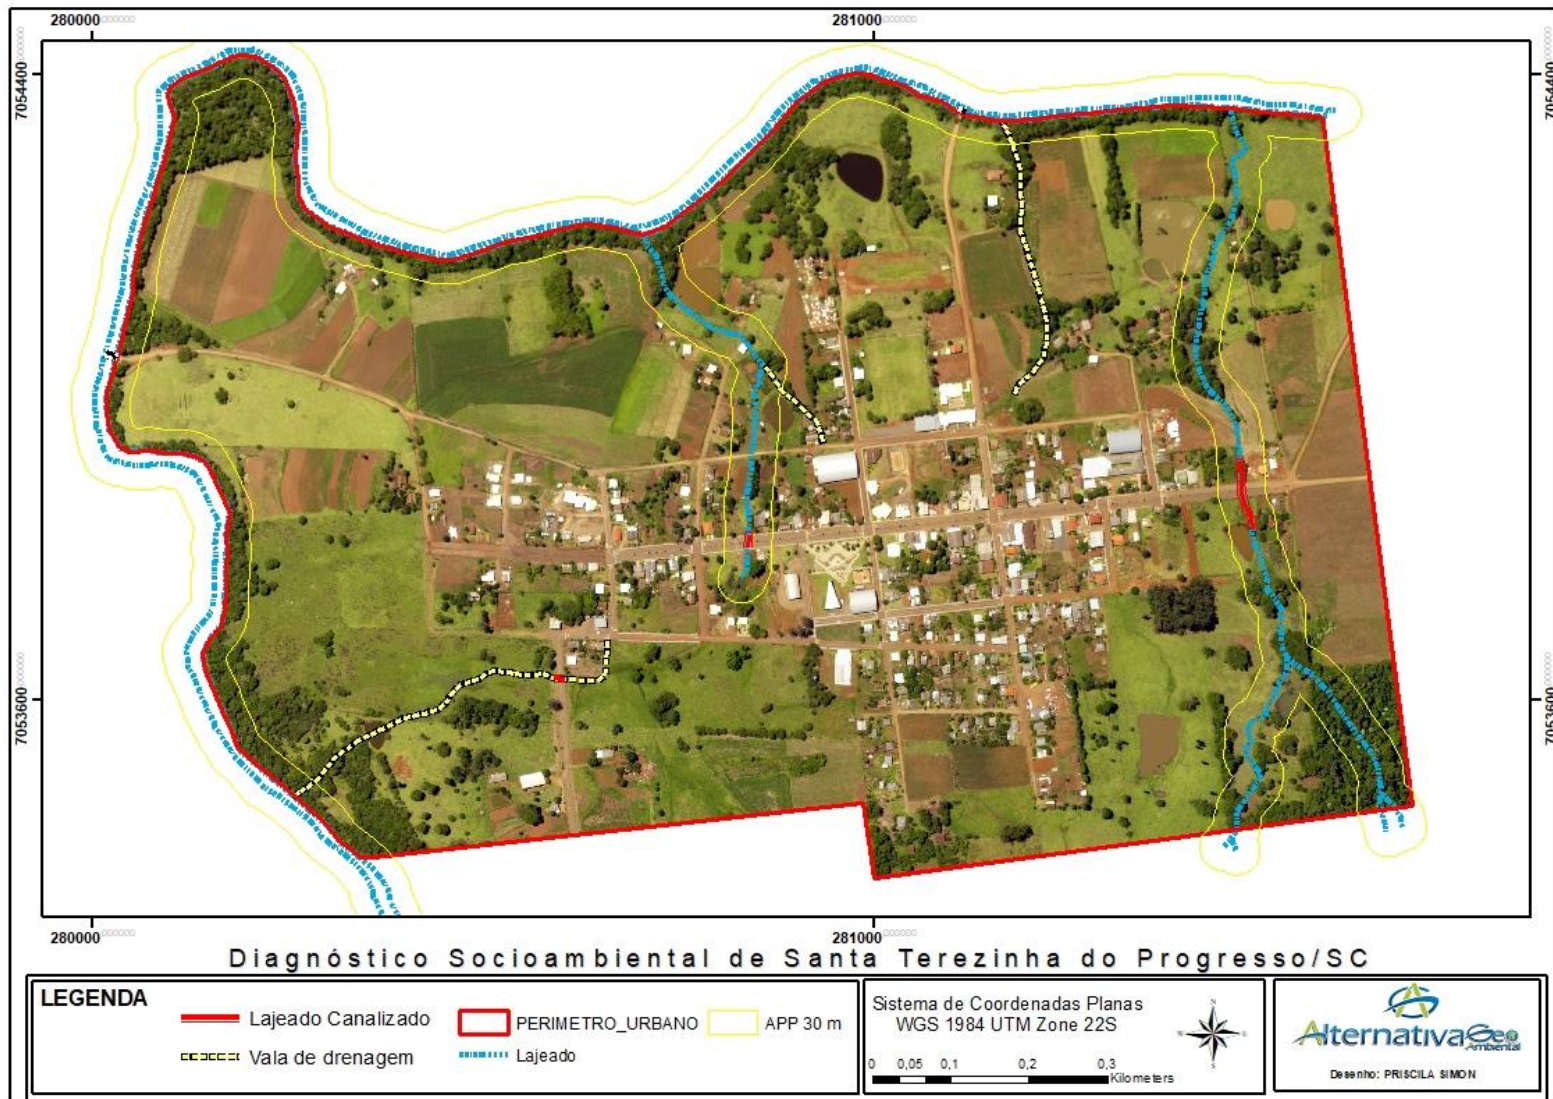 280000
281000
7054400
7054400
7053600
7053600
280000
281000
Diagnóstico Socioambiental de Santa Terezinha do Progresso/SC
LEGENDA
Lajeado Canalizado
PERIMETRO_URBANO
APP 30 m
Vala de drenagem
Lajeado
Sistema de Coordenadas Planas
WGS 1984 UTM Zone 22S
N
W
E
S
0 0,05 0,1 0,2 0,3
Kilometers
AlternativaGeo
Ambiental
Desenho: PRISCILA SIMON